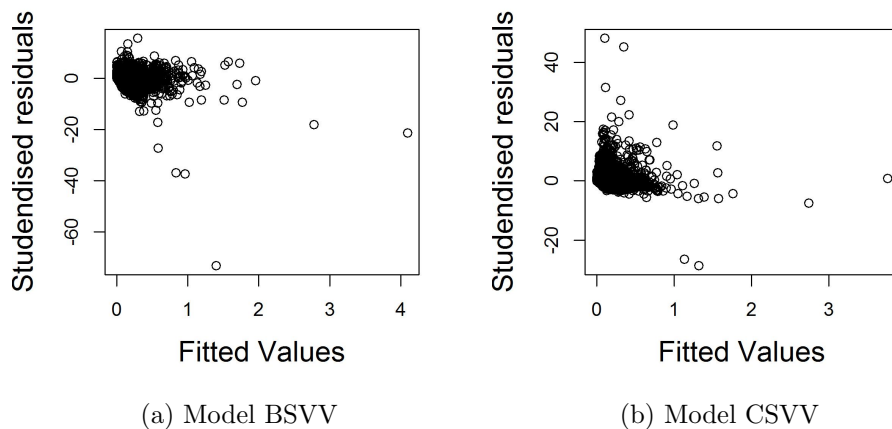 Studendised residuals
0
-20
-40
-60
0 1 2 3 4
Fitted Values
(a) Model BSVV
Studendised residuals
40
20
0
-20
0 1 2 3
Fitted Values
(b) Model CSVV